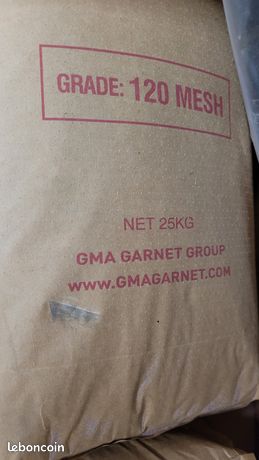 GRADE: 120 MESH
NET 25KG
GMA GARNET GROUP
WWW.GMAGARNET.COM
leboncoin